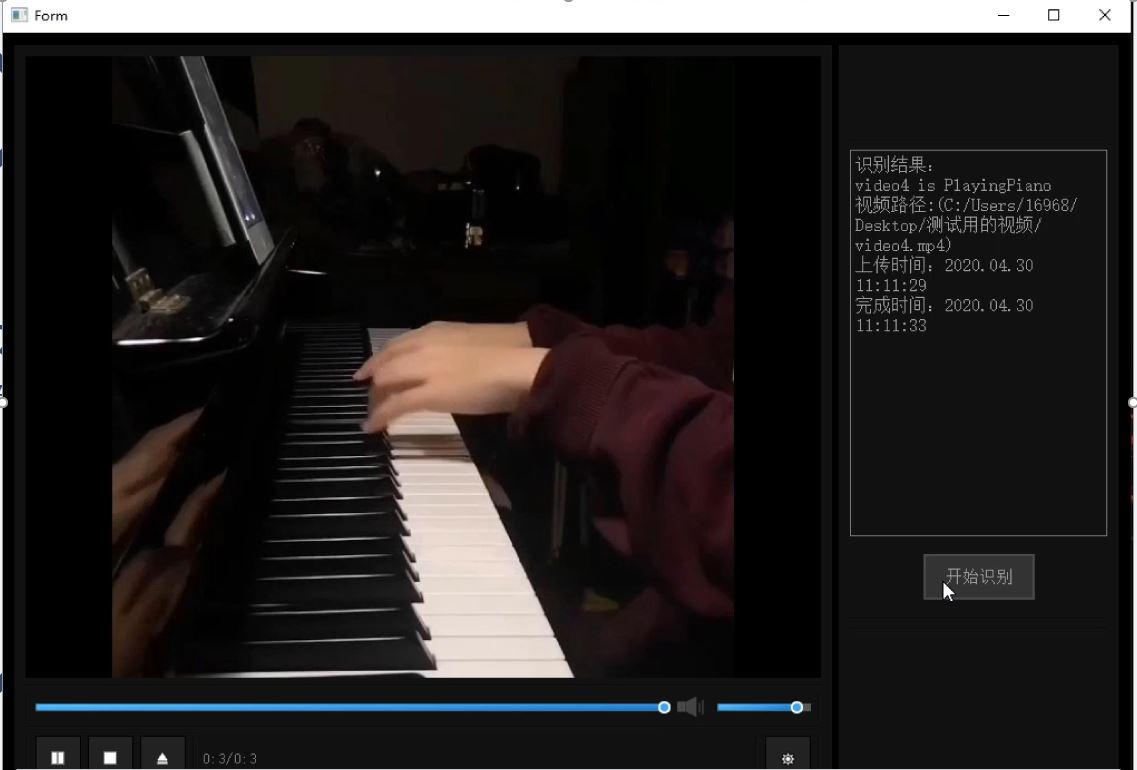 Form
识别结果:
video4 is PlayingPiano
视频路径:(C:/Users/16968/
Desktop/测试用的视频/
video4.mp4)
上传时间: 2020.04.30
11:11:29
完成时间: 2020.04.30
11:11:33
开始识别
0:3/0:3